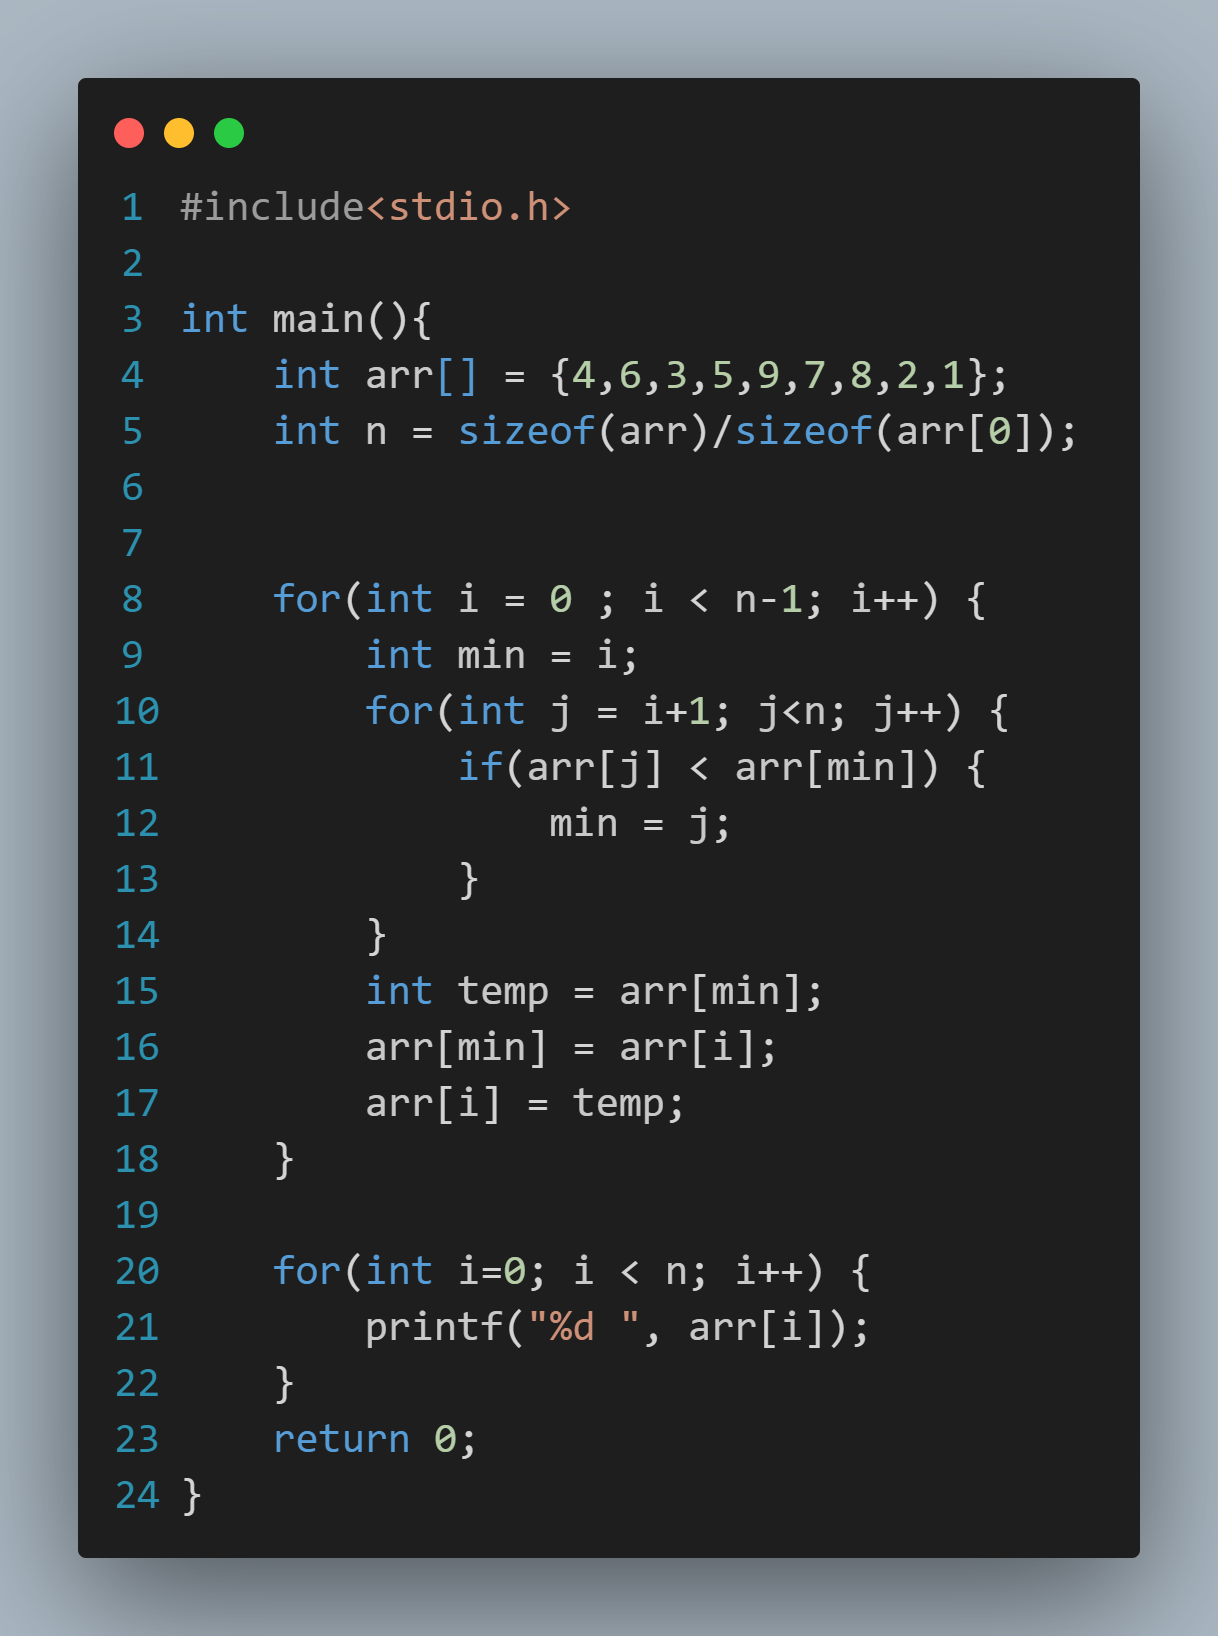 1 #include<stdio.h>
2
3 int main(){
4     int arr[] = {4,6,3,5,9,7,8,2,1};
5     int n = sizeof(arr)/sizeof(arr[0]);
6
7
8     for(int i = 0 ; i < n-1; i++) {
9         int min = i;
10         for(int j = i+1; j<n; j++) {
11             if(arr[j] < arr[min]) {
12                 min = j;
13             }
14         }
15         int temp = arr[min];
16         arr[min] = arr[i];
17         arr[i] = temp;
18     }
19
20     for(int i=0; i < n; i++) {
21         printf("%d ", arr[i]);
22     }
23     return 0;
24 }